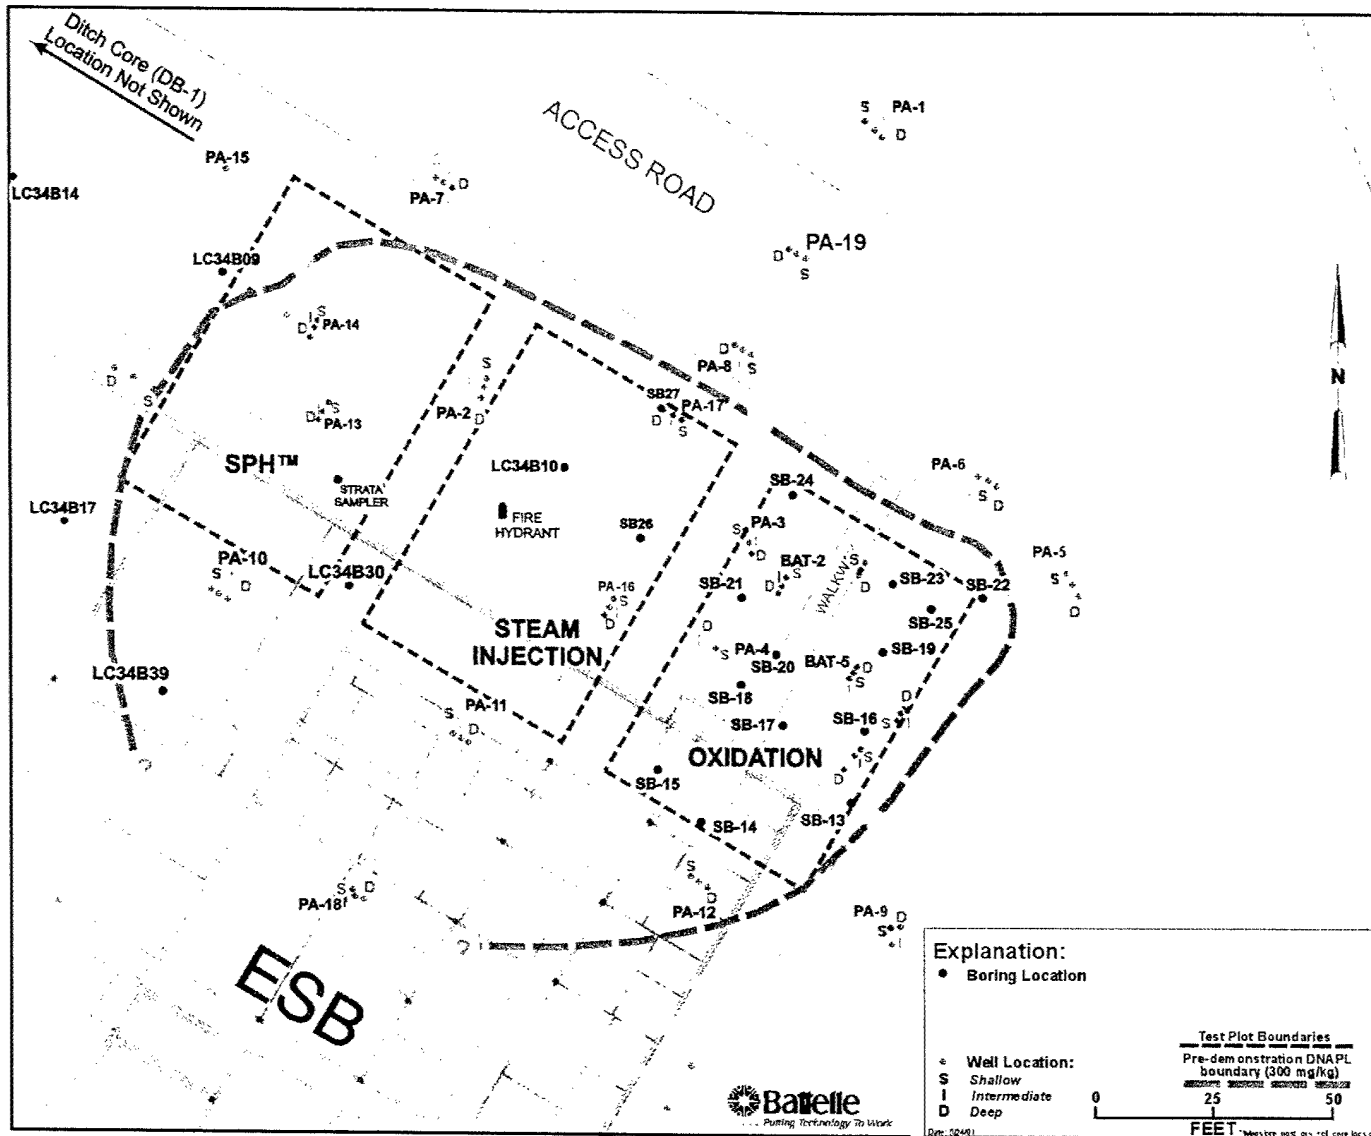 Ditch Core (DB-1)
Location Not Shown
ACCESS ROAD
S PA-1
D
PA-15
LC34B14
D
PA-7
PA-19
D
S
LC34B09
S
I
D PA-14
D
S
S
D PA-13
S
PA-2
D
D
PA-8
S
SB27
PA-17
D I S
SPH™
STRATA
SAMPLER
LC34B10
FIRE
HYDRANT
SB26
LC34B17
PA-10
S D
LC34B30
PA-16
S
D
STEAM
INJECTION
PA-6
S D
SB-24
S PA-3
I
D
BAT-2
I S
D
WALKW
S
D
SB-23
SB-22
PA-5
S
D
SB-21
SB-25
D
S
PA-4
SB-20
BAT-5
D
I S
SB-19
SB-18
SB-17
SB-16
D
S I
I S
D
OXIDATION
SB-15
SB-14
SB-13
LC34B39
PA-11
S D
N
PA-18
S D
I
S
D
PA-12
PA-9
D
S
I
?
?
ESB
Explanation:
Boring Location
Well Location:
S Shallow
I Intermediate
D Deep
Test Plot Boundaries
Pre-demonstration DNAPL
boundary (300 mg/kg)
0 25 50
FEET
Battelle
Putting Technology To Work